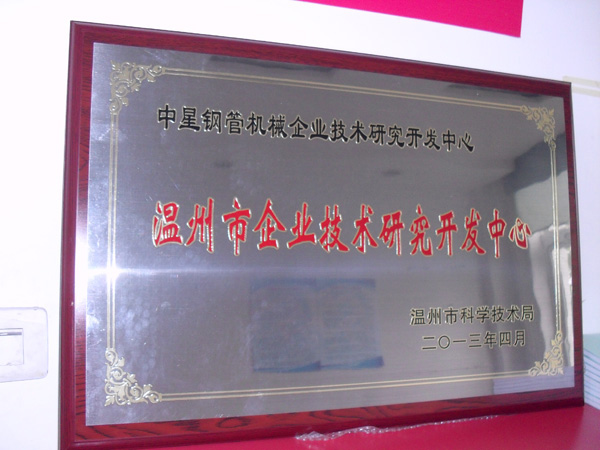 中星钢管机械企业技术研究开发中心
温州市企业技术研究开发中心
温州市科学技术局
二〇一三年四月